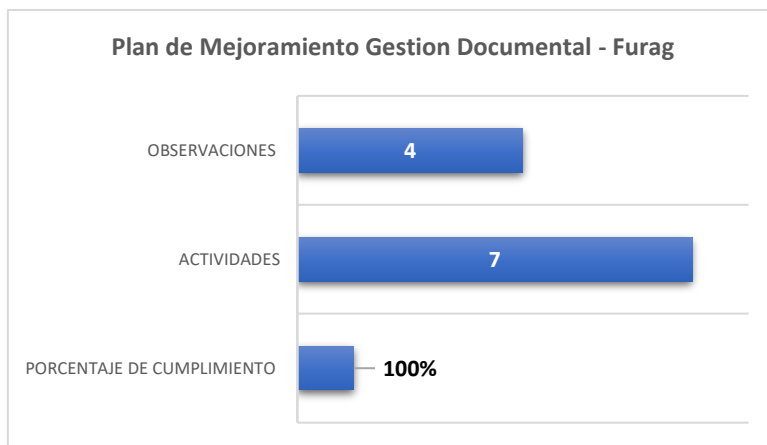 Plan de Mejoramiento Gestion Documental - Furag
OBSERVACIONES
4
ACTIVIDADES
7
PORCENTAJE DE CUMPLIMIENTO
100%